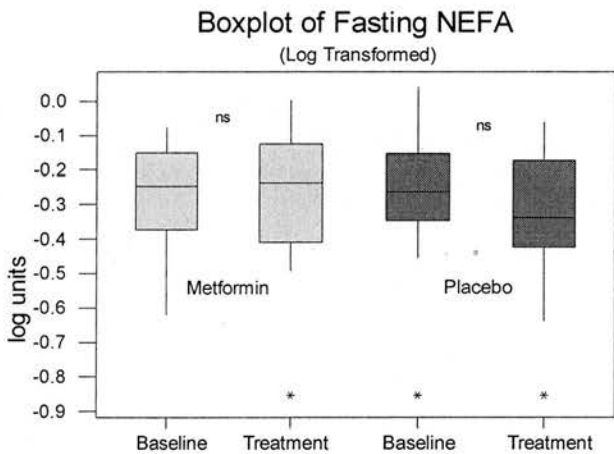 Boxplot of Fasting NEFA
(Log Transformed)
0.0
-0.1
-0.2
-0.3
-0.4
-0.5
-0.6
-0.7
-0.8
-0.9
log units
ns
ns
Metformin
Placebo
* * *
Baseline Treatment Baseline Treatment